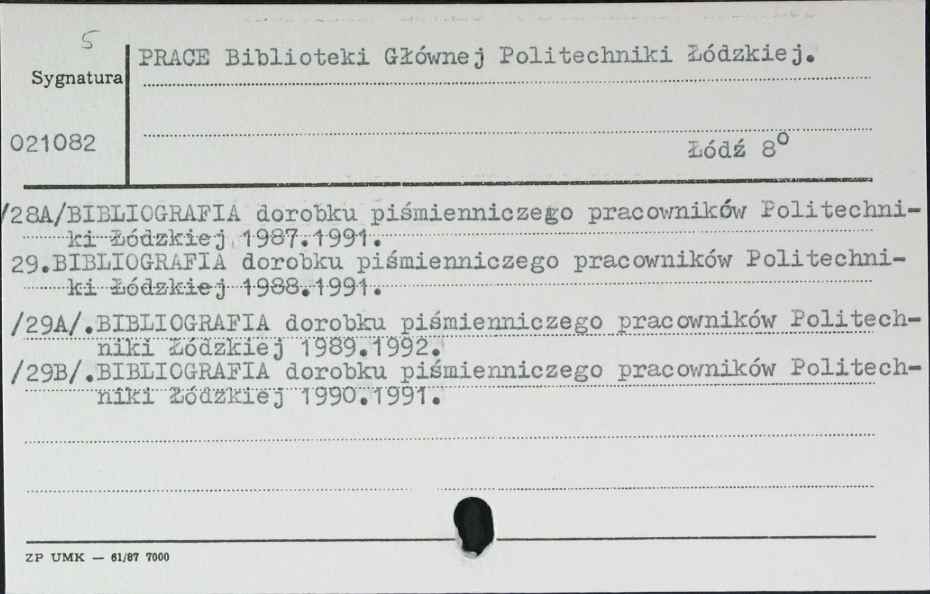 5
PRACE Biblioteki Głównej Politechniki Łódzkiej.
Sygnatura
021082
Łódź 8°
/28A/BIBLIOGRAFIA dorobku piśmienniczego pracowników Politechni-
ki Łódzkiej 1987.1991.
29.BIBLIOGRAFIA dorobku piśmienniczego pracowników Politechni-
ki Łódzkiej 1988.1991.
/29A/.BIBLIOGRAFIA dorobku piśmienniczego pracowników Politech-
niki Łódzkiej 1989.1992.
/29B/.BIBLIOGRAFIA dorobku piśmienniczego pracowników Politech-
niki Łódzkiej 1990.1991.
ZP UMK — 61/87 7000